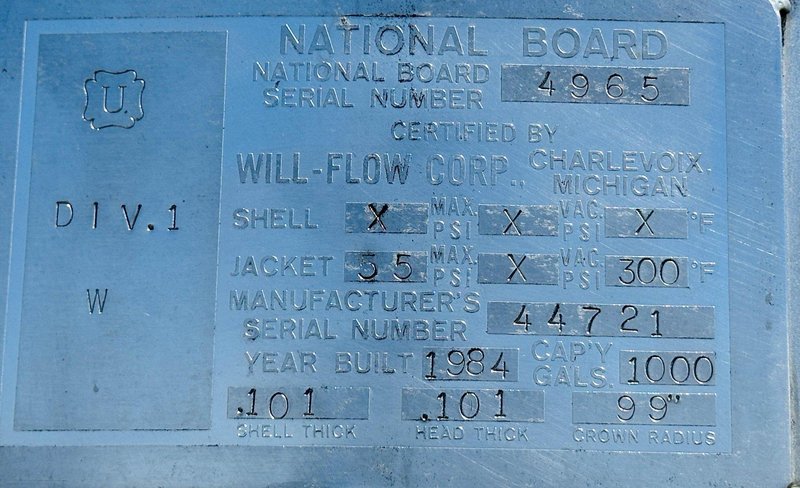 U
DIV.1
W
NATIONAL BOARD
NATIONAL BOARD SERIAL NUMBER 4965
CERTIFIED BY
WILL-FLOW CORP., CHARLEVOIX, MICHIGAN
SHELL X MAX. PSI X VAC. PSI X °F
JACKET 55 MAX. PSI X VAC. PSI 300 °F
MANUFACTURER'S SERIAL NUMBER 44721
YEAR BUILT 1984 CAP'Y GALS. 1000
.101 .101 99"
SHELL THICK HEAD THICK CROWN RADIUS